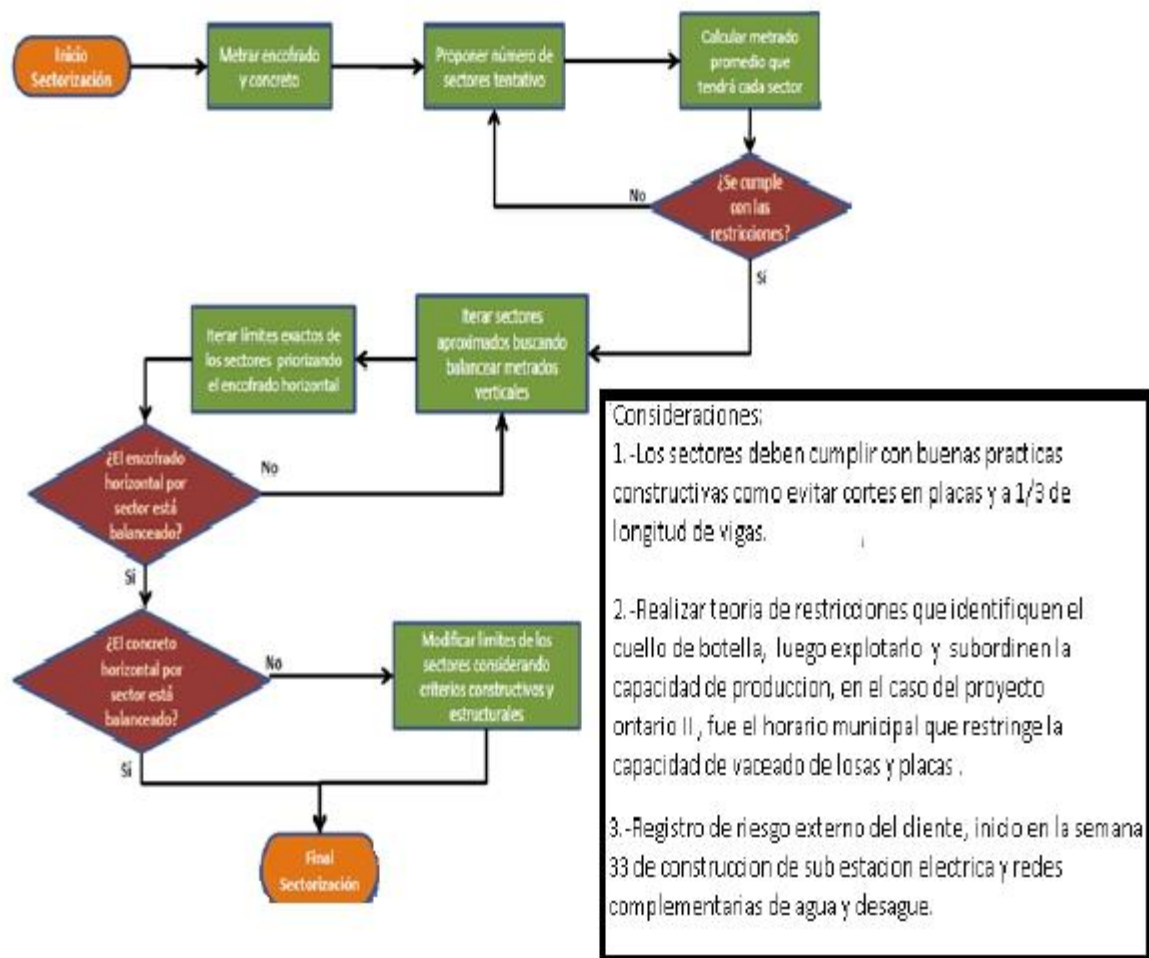 Inicio
Sectorización
Metrar encofrado
y concreto
Proponer número de
sectores tentativo
Calcular metrado
promedio que
tendrá cada sector
¿Se cumple
con las
restricciones?
No
Sí
Iterar sectores
aproximados buscando
balancear metrados
verticales
Iterar límites exactos de
los sectores priorizando
el encofrado horizontal
¿El encofrado
horizontal por
sector está
balanceado?
No
Sí
¿El concreto
horizontal por
sector está
balanceado?
No
Modificar limites de los
sectores considerando
criterios constructivos y
estructurales
Sí
Final
Sectorización
Consideraciones:
1.-Los sectores deben cumplir con buenas practicas
constructivas como evitar cortes en placas y a 1/3 de
longitud de vigas.
2.-Realizar teoria de restricciones que identifiquen el
cuello de botella, luego explotarlo y subordinen la
capacidad de produccion, en el caso del proyecto
ontario II, fue el horario municipal que restringe la
capacidad de vaceado de losas y placas .
3.-Registro de riesgo externo del cliente, inicio en la semana
33 de construccion de sub estacion electrica y redes
complementarias de agua y desague.